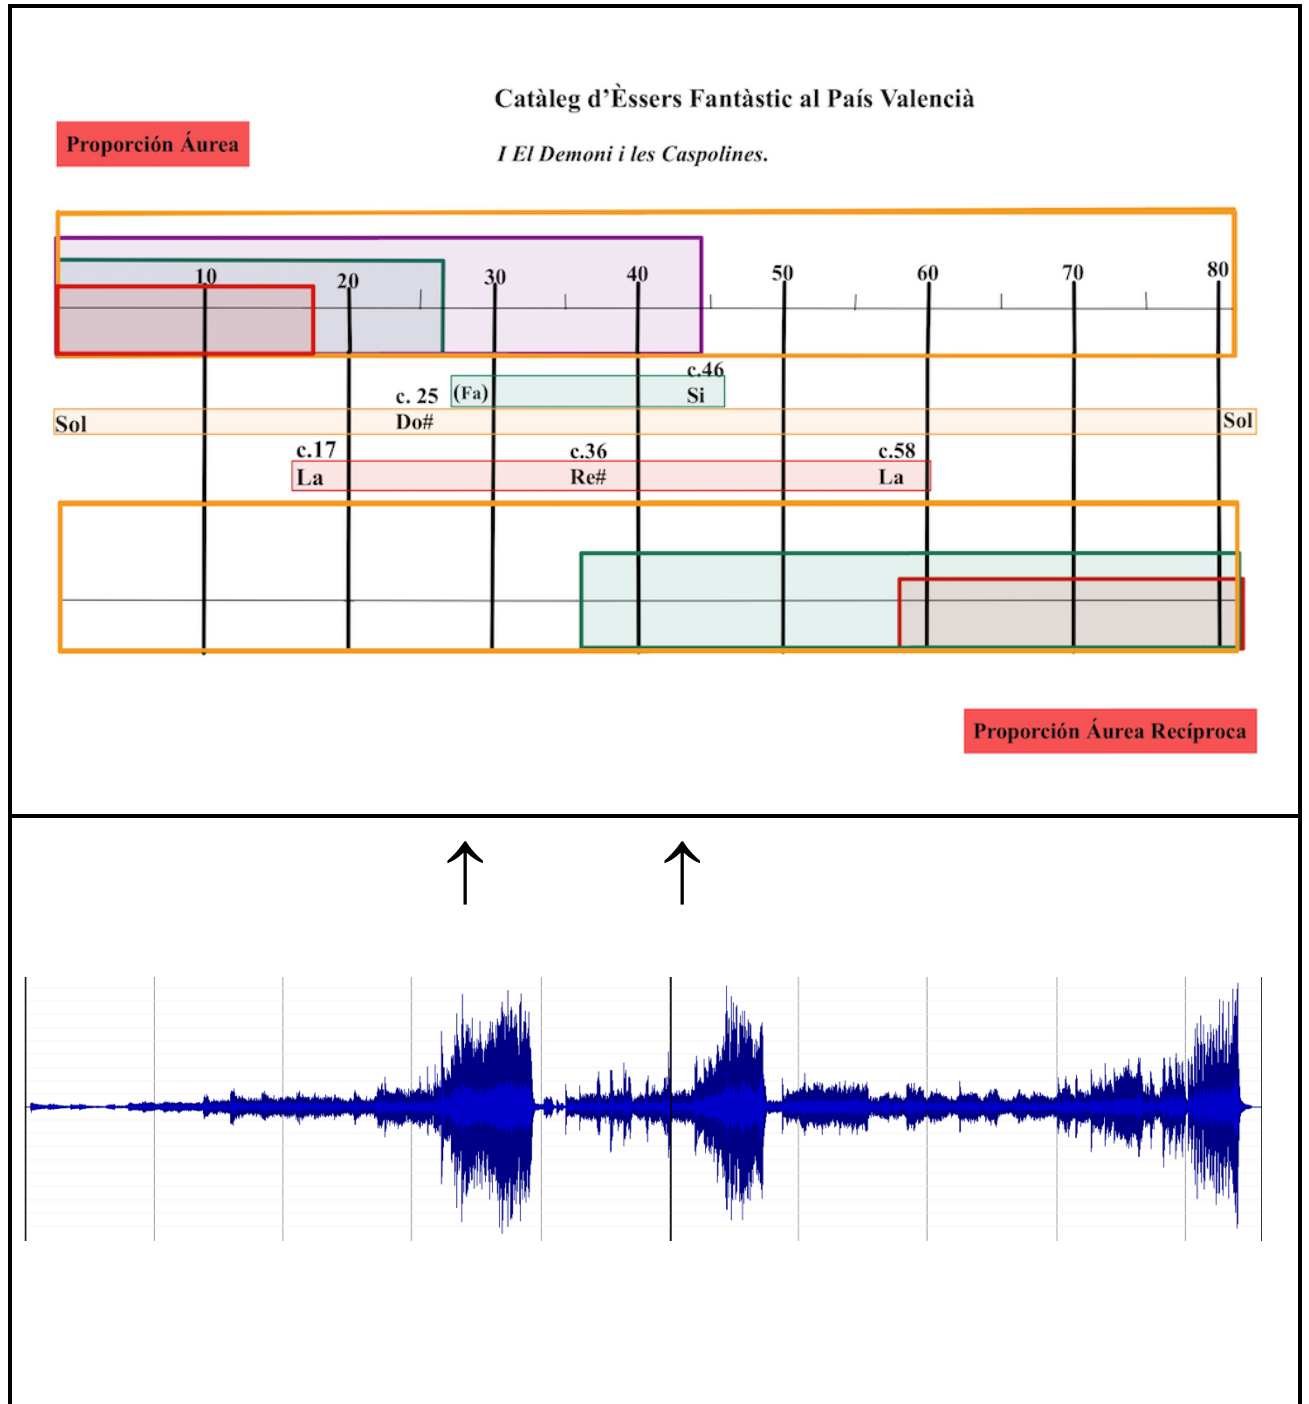 Catàleg d'Èssers Fantàstic al País Valencià
Proporción Áurea
I El Demoni i les Caspolines.
10
20
30
40
50
60
70
80
c.46
c. 25
(Fa)
Si
Sol
Do#
Sol
c.17
c.36
c.58
La
Re#
La
Proporción Áurea Recíproca